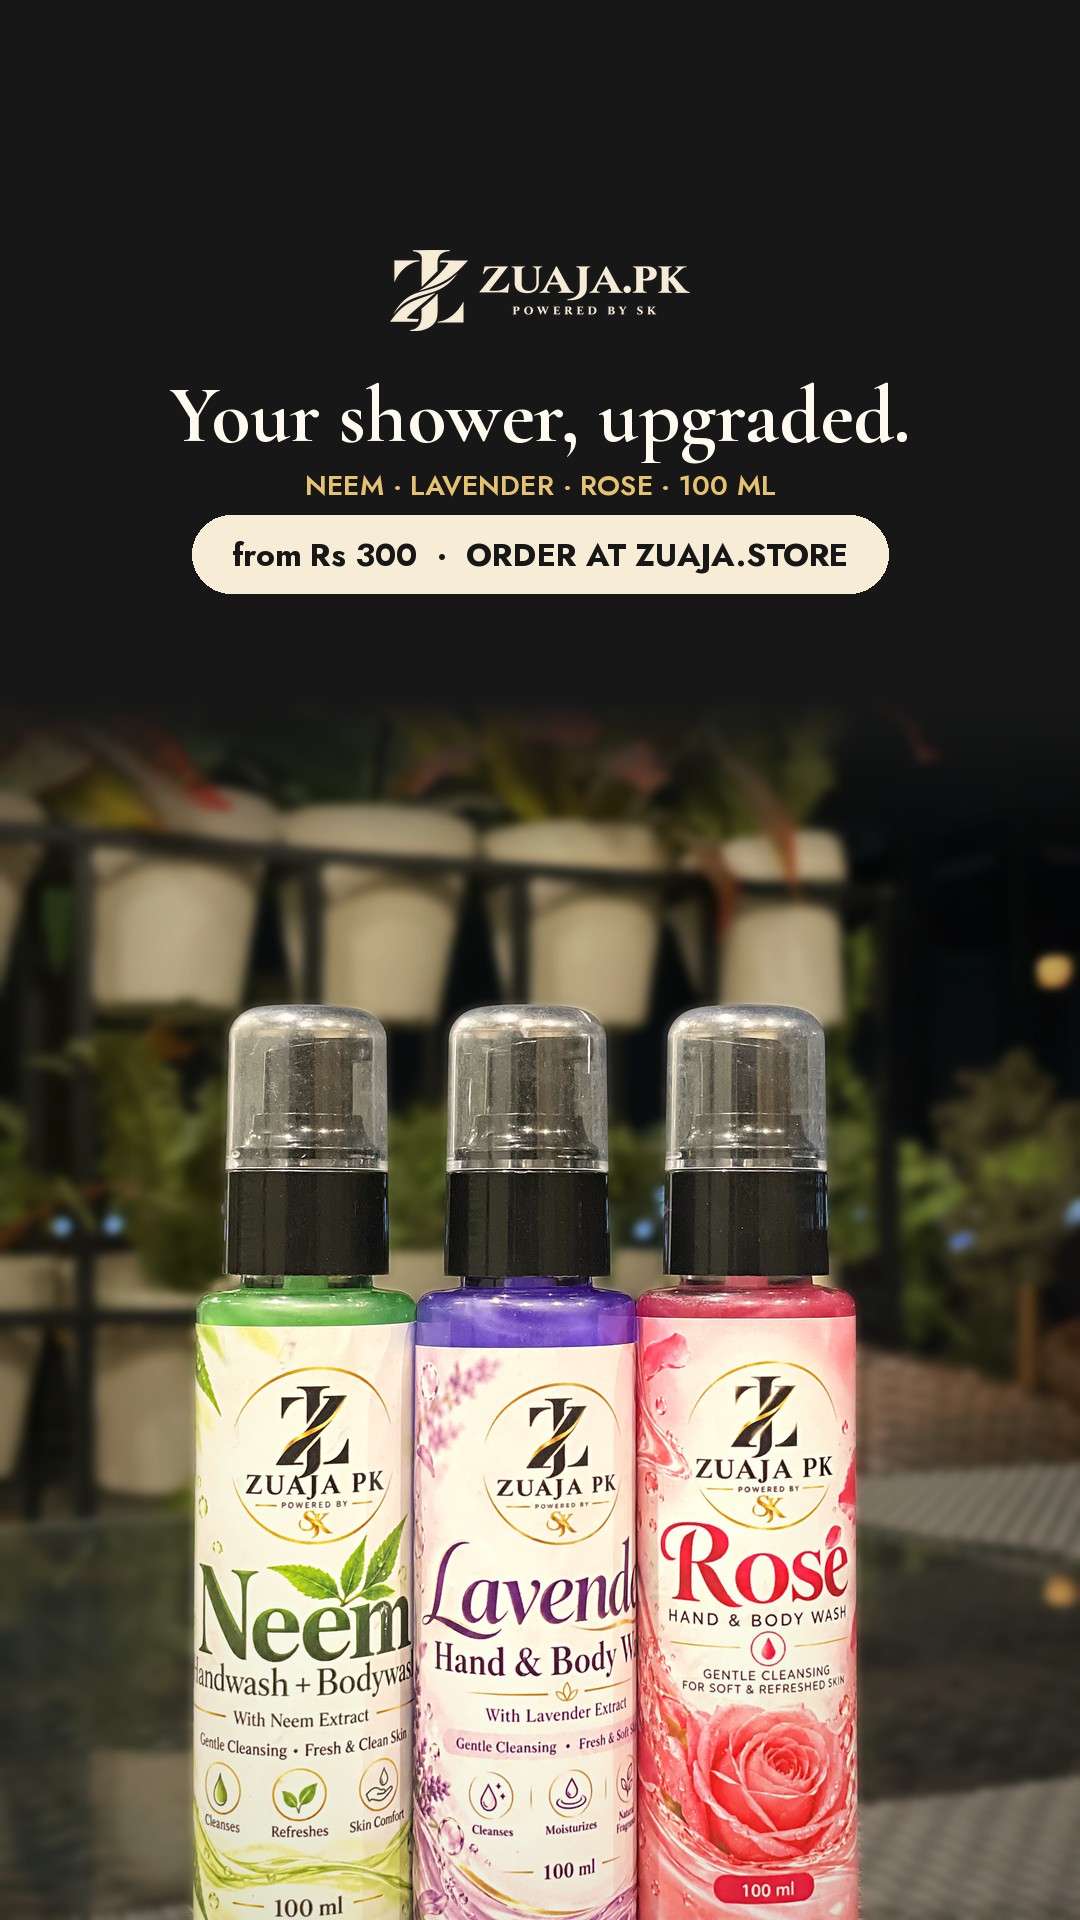 ZUAJA.PK
POWERED BY SK
Your shower, upgraded.
NEEM · LAVENDER · ROSE · 100 ML
from Rs 300 · ORDER AT ZUAJA.STORE
ZUAJA PK
POWERED BY
SK
Neem
Handwash + Bodywas
With Neem Extract
Gentle Cleansing • Fresh & Clean Skin
Cleanses
Refreshes
Skin Comfort
100 ml
ZUAJA PK
POWERED BY
SK
Lavende
Hand & Body W
With Lavender Extract
Gentle Cleansing • Fresh & Soft S
Cleanses
Moisturizes
100 ml
ZUAJA PK
POWERED BY
SK
Rose
HAND & BODY WASH
GENTLE CLEANSING
FOR SOFT & REFRESHED SKIN
100 ml